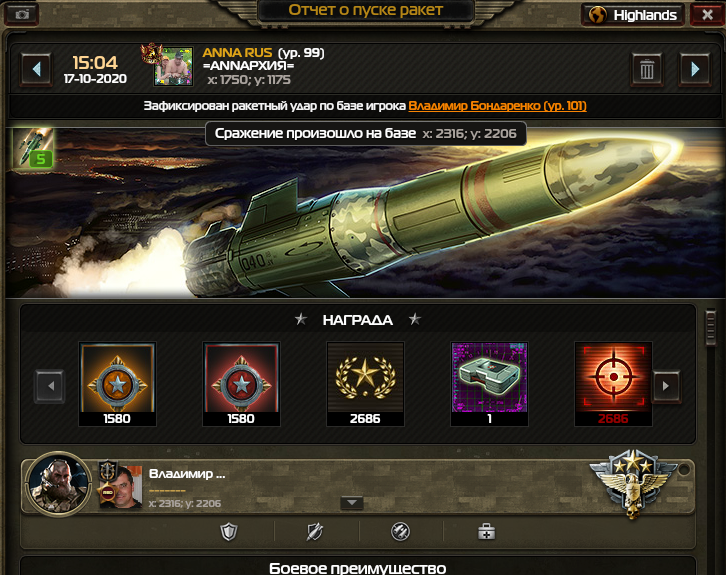 Отчет о пуске ракет
Highlands
15:04
17-10-2020
ANNA RUS (ур. 99)
=АNNАРХИЯ=
x: 1750; y: 1175
Зафиксирован ракетный удар по базе игрока Владимир Бондаренко (ур. 101)
Сражение произошло на базе x: 2316; y: 2206
5
040
НАГРАДА
1580
1580
2686
1
2686
Владимир ...
-------
x: 2316; y: 2206
Боевое преимущество